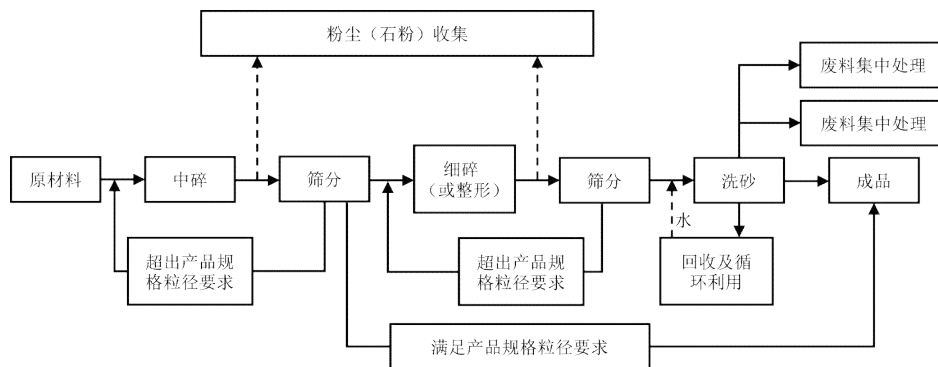 粉尘（石粉）收集
废料集中处理
废料集中处理
原材料
中碎
筛分
细碎
（或整形）
筛分
洗砂
成品
水
超出产品规
格粒径要求
超出产品规
格粒径要求
回收及循
环利用
满足产品规格粒径要求